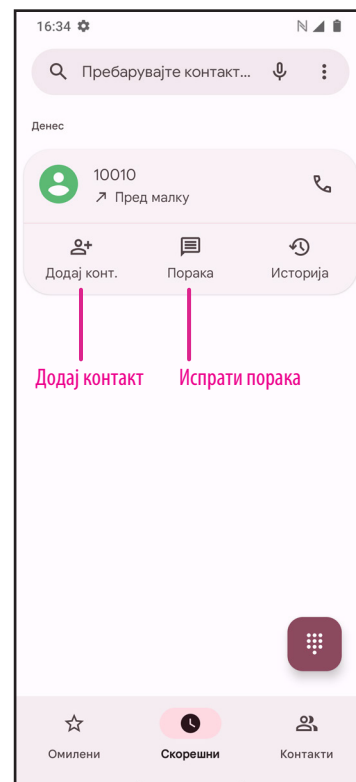 16:34
Пребарувајте контакт...
Денес
10010
Пред малку
Додај конт. Порака Историја
Додај контакт Испрати порака
Омилени Скорешни Контакти